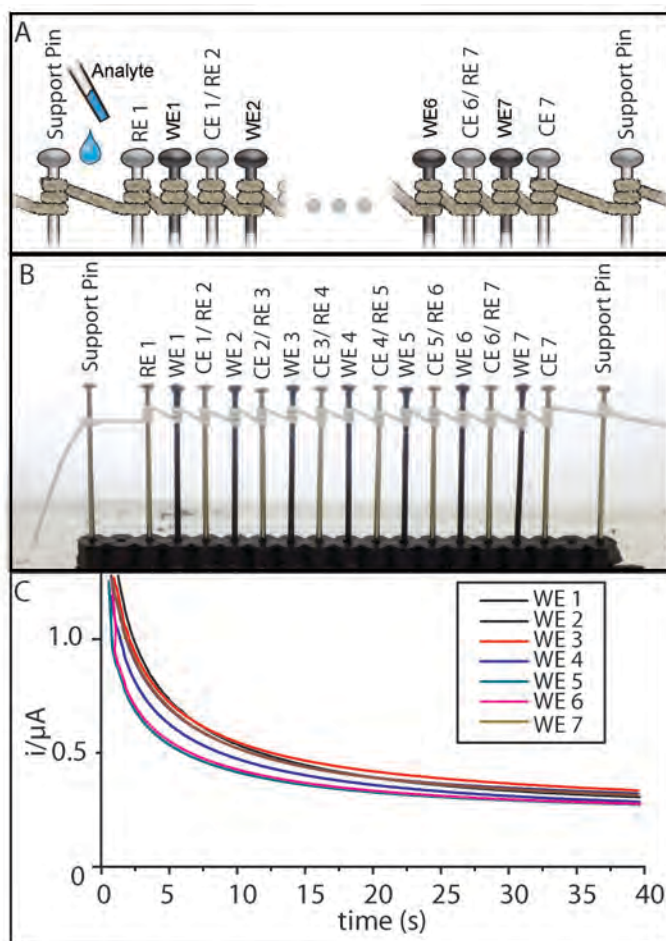 A
Support Pin
Analyte
RE 1
WE1
CE 1/ RE 2
WE2
WE6
CE 6/ RE 7
WE7
CE 7
Support Pin
B
Support Pin
RE 1
WE 1
CE 1/ RE 2
WE 2
CE 2/ RE 3
WE 3
CE 3/ RE 4
WE 4
CE 4/ RE 5
WE 5
CE 5/ RE 6
WE 6
CE 6/ RE 7
WE 7
CE 7
Support Pin
C
WE 1
WE 2
WE 3
WE 4
WE 5
WE 6
WE 7
1.0
i/µA
0.5
0
0 5 10 15 20 25 30 35 40
time (s)